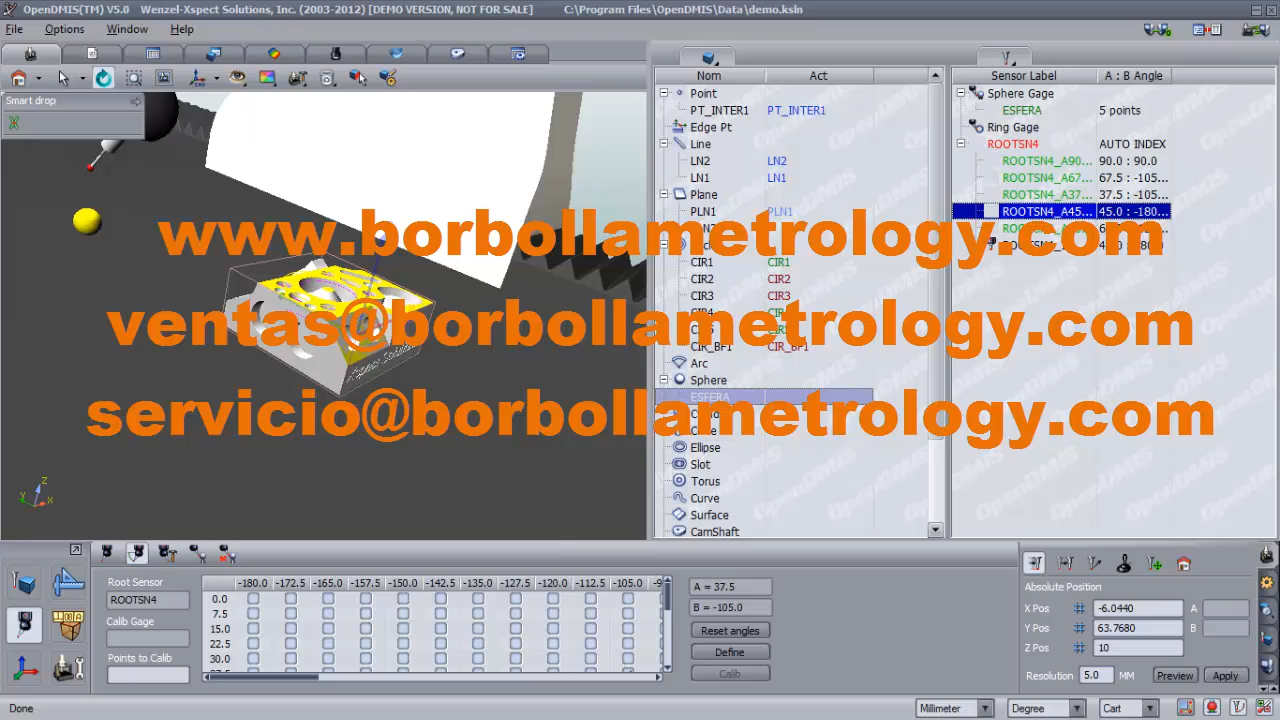 OpenDMIS(TM) V5.0 Wenzel-Xspect Solutions, Inc. (2003-2012) [DEMO VERSION, NOT FOR SALE] C:\Program Files\OpenDMIS\Data\demo.ksln
File Options Window Help
Smart drop
Nom Act
Point
PT_INTER1 PT_INTER1
Edge Pt
Line
LN2 LN2
LN1 LN1
Plane
PLN1 PLN1
CIR1 CIR1
CIR2 CIR2
CIR3 CIR3
CIR_BF1 CIR_BF1
Arc
Sphere
ESFERA
Ellipse
Slot
Torus
Curve
Surface
CamShaft
Sensor Label A : B Angle
Sphere Gage
ESFERA 5 points
Ring Gage
ROOTSN4 AUTO INDEX
ROOTSN4_A90... 90.0 : 90.0
ROOTSN4_A67... 67.5 : -105...
ROOTSN4_A37... 37.5 : -105...
ROOTSN4_A45... 45.0 : -180...
www.borbollametrology.com
ventas@borbollametrology.com
servicio@borbollametrology.com
Z
Y X
Root Sensor
ROOTSN4
Calib Gage
Points to Calib
-180.0 -172.5 -165.0 -157.5 -150.0 -142.5 -135.0 -127.5 -120.0 -112.5 -105.0
0.0
7.5
15.0
22.5
30.0
A = 37.5
B = -105.0
Reset angles
Define
Calib
Absolute Position
X Pos -6.0440 A
Y Pos 63.7680 B
Z Pos 10
Resolution 5.0 MM Preview Apply
Done Millimeter Degree Cart